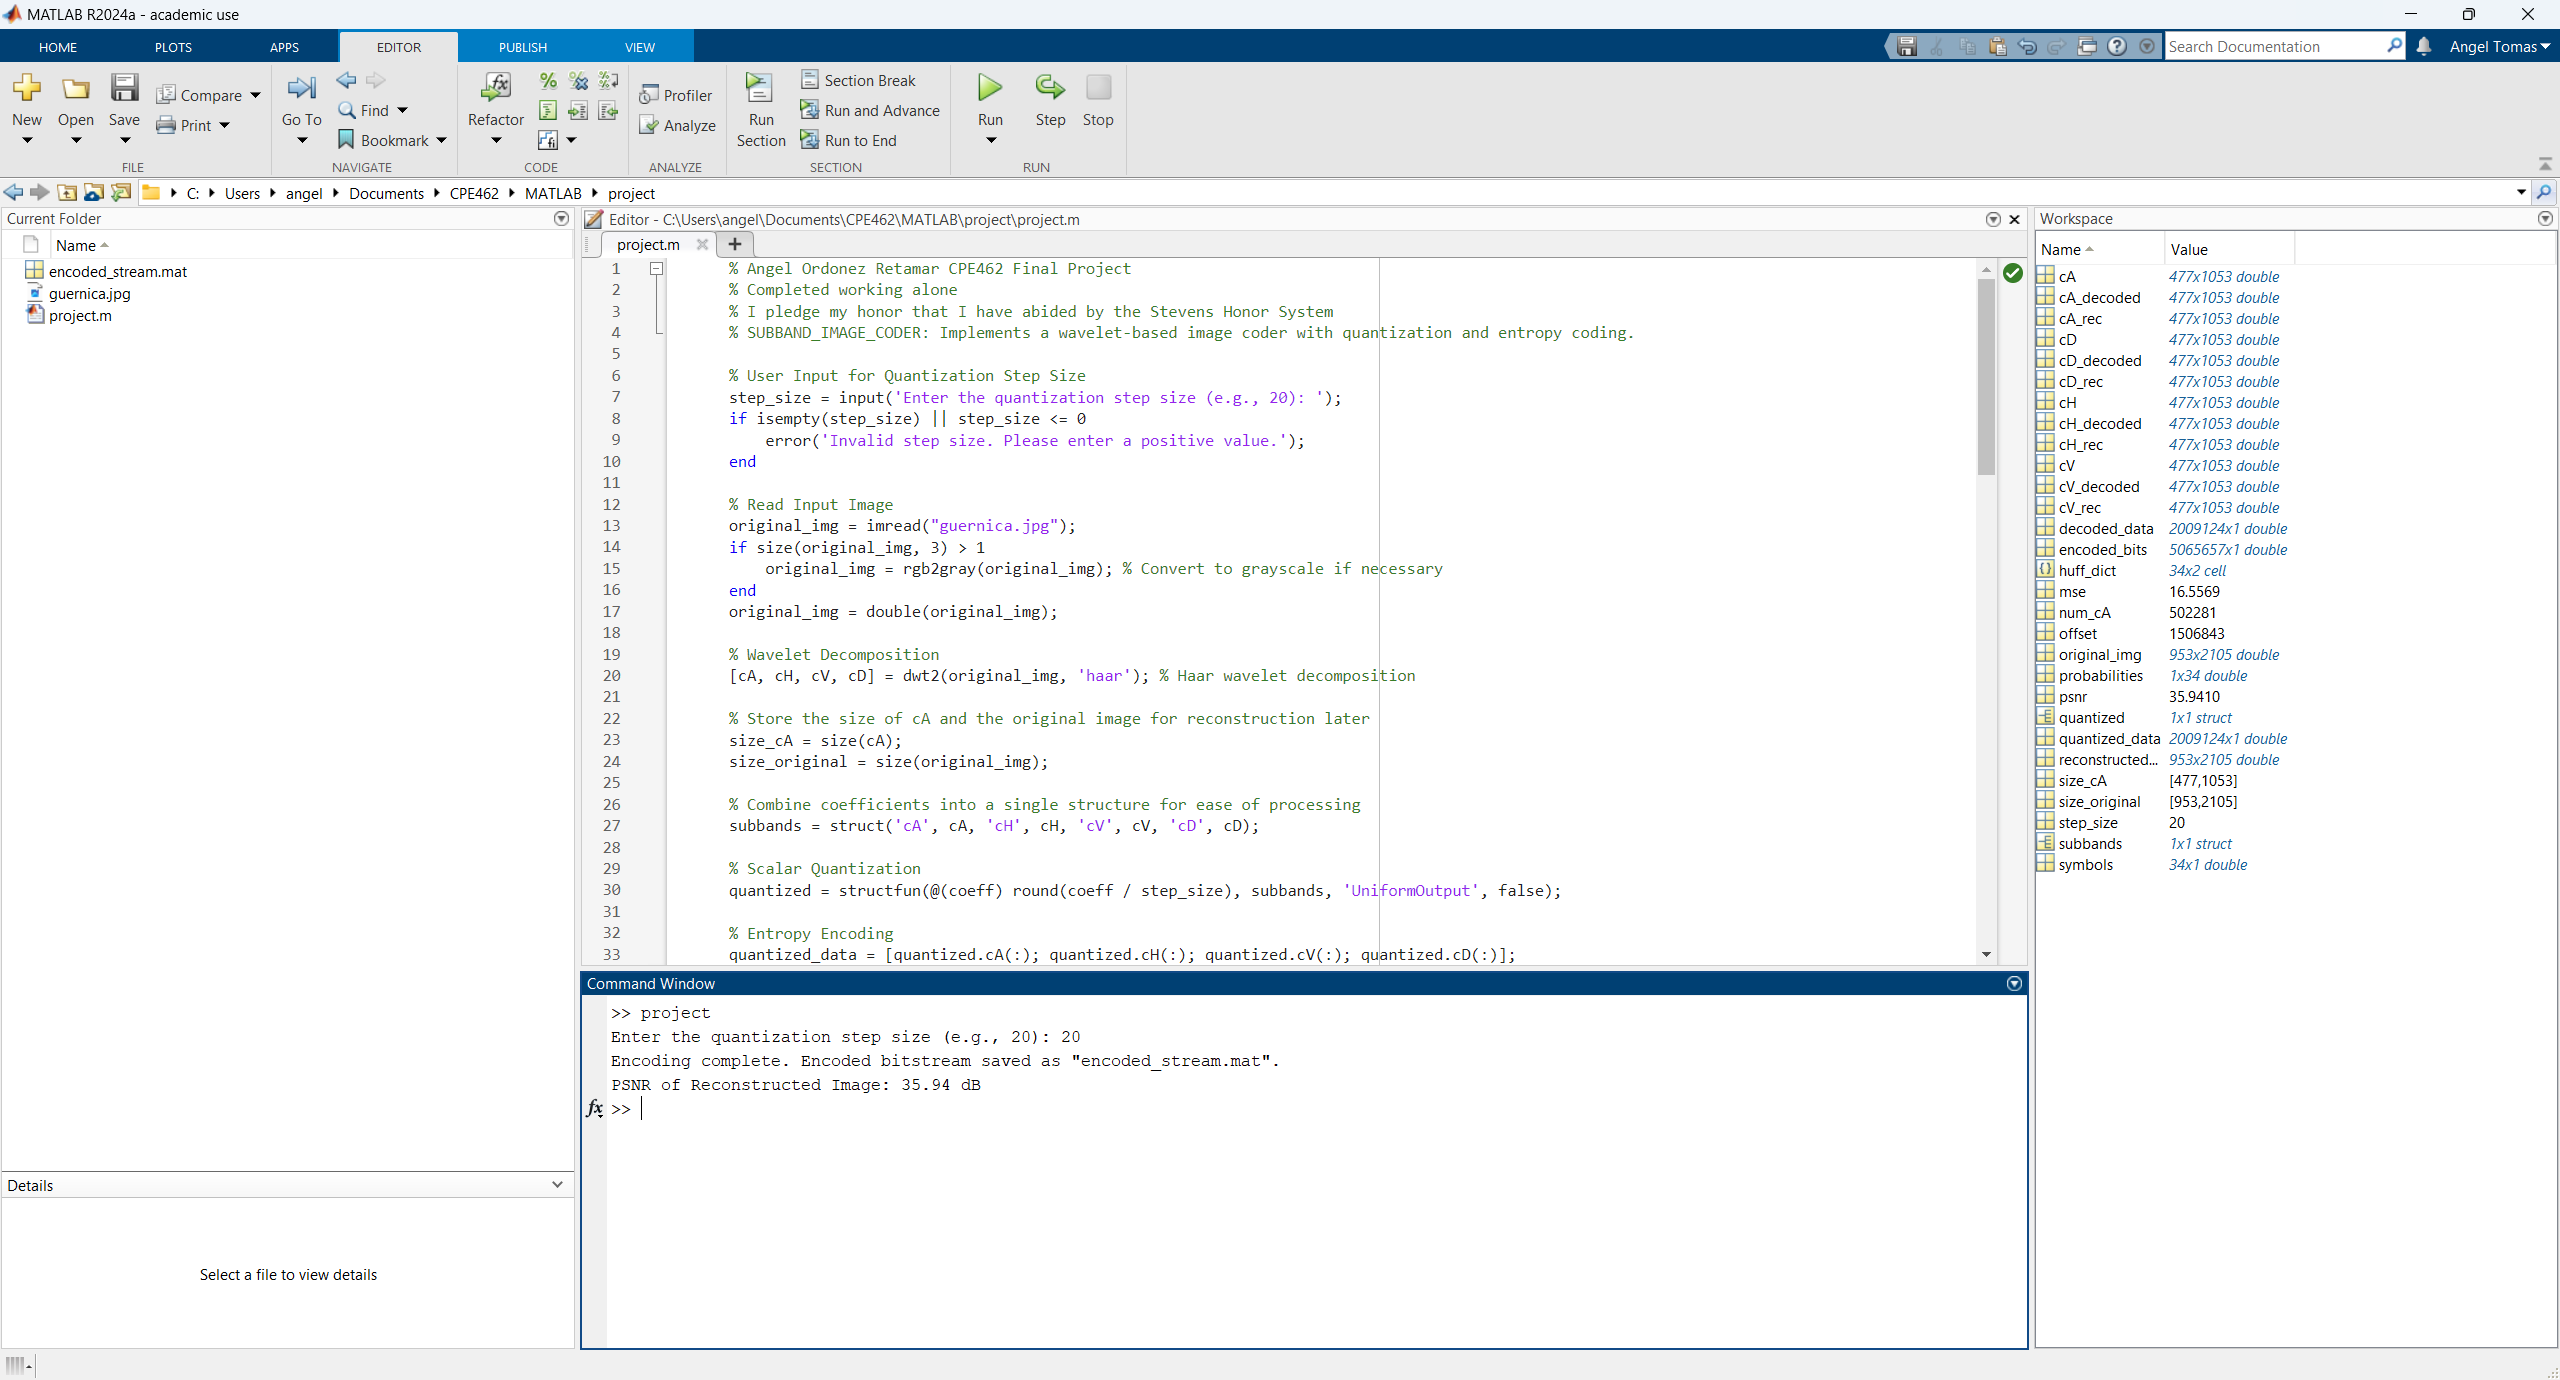 MATLAB R2024a - academic use
HOME PLOTS APPS EDITOR PUBLISH VIEW
Search Documentation
Angel Tomas
New
Open
Save
Compare
Print
FILE
Go To
Find
Bookmark
NAVIGATE
Refactor
CODE
Profiler
Analyze
ANALYZE
Run Section
Section Break
Run and Advance
Run to End
SECTION
Run
Step
Stop
RUN
C: Users angel Documents CPE462 MATLAB project
Current Folder
Name
encoded_stream.mat
guernica.jpg
project.m
Details
Select a file to view details
Editor - C:\Users\angel\Documents\CPE462\MATLAB\project\project.m
project.m
1 % Angel Ordonez Retamar CPE462 Final Project
2 % Completed working alone
3 % I pledge my honor that I have abided by the Stevens Honor System
4 % SUBBAND_IMAGE_CODER: Implements a wavelet-based image coder with quantization and entropy coding.
5
6 % User Input for Quantization Step Size
7 step_size = input('Enter the quantization step size (e.g., 20): ');
8 if isempty(step_size) || step_size <= 0
9 error('Invalid step size. Please enter a positive value.');
10 end
11
12 % Read Input Image
13 original_img = imread("guernica.jpg");
14 if size(original_img, 3) > 1
15 original_img = rgb2gray(original_img); % Convert to grayscale if necessary
16 end
17 original_img = double(original_img);
18
19 % Wavelet Decomposition
20 [cA, cH, cV, cD] = dwt2(original_img, 'haar'); % Haar wavelet decomposition
21
22 % Store the size of cA and the original image for reconstruction later
23 size_cA = size(cA);
24 size_original = size(original_img);
25
26 % Combine coefficients into a single structure for ease of processing
27 subbands = struct('cA', cA, 'cH', cH, 'cV', cV, 'cD', cD);
28
29 % Scalar Quantization
30 quantized = structfun(@(coeff) round(coeff / step_size), subbands, 'UniformOutput', false);
31
32 % Entropy Encoding
33 quantized_data = [quantized.cA(:); quantized.cH(:); quantized.cV(:); quantized.cD(:)];
Command Window
>> project
Enter the quantization step size (e.g., 20): 20
Encoding complete. Encoded bitstream saved as "encoded_stream.mat".
PSNR of Reconstructed Image: 35.94 dB
fx >>
Workspace
Name Value
cA 477x1053 double
cA_decoded 477x1053 double
cA_rec 477x1053 double
cD 477x1053 double
cD_decoded 477x1053 double
cD_rec 477x1053 double
cH 477x1053 double
cH_decoded 477x1053 double
cH_rec 477x1053 double
cV 477x1053 double
cV_decoded 477x1053 double
cV_rec 477x1053 double
decoded_data 2009124x1 double
encoded_bits 5065657x1 double
huff_dict 34x2 cell
mse 16.5569
num_cA 502281
offset 1506843
original_img 953x2105 double
probabilities 1x34 double
psnr 35.9410
quantized 1x1 struct
quantized_data 2009124x1 double
reconstructed... 953x2105 double
size_cA [477,1053]
size_original [953,2105]
step_size 20
subbands 1x1 struct
symbols 34x1 double